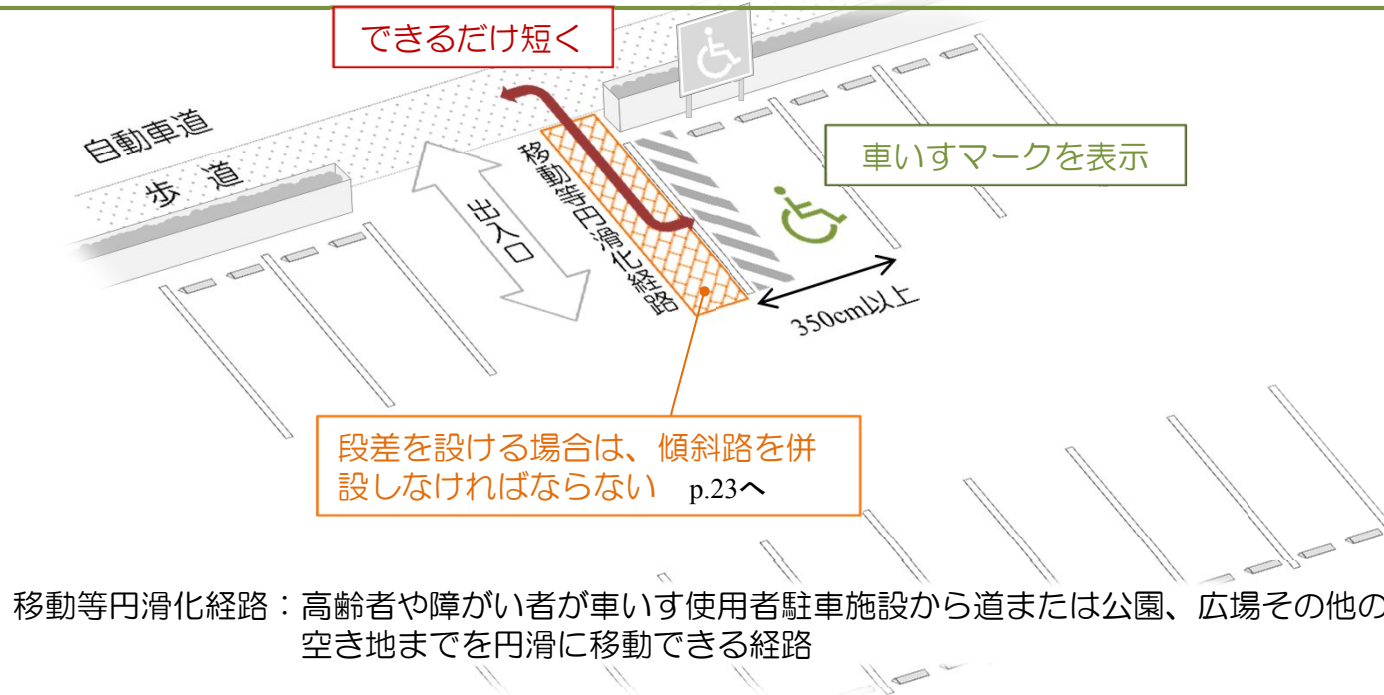 できるだけ短く
自動車道
歩 道
出入口
移動等円滑化経路
車いすマークを表示
350cm以上
段差を設ける場合は、傾斜路を併
設しなければならない p.23へ
移動等円滑化経路：高齢者や障がい者が車いす使用者駐車施設から道または公園、広場その他の
空き地までを円滑に移動できる経路